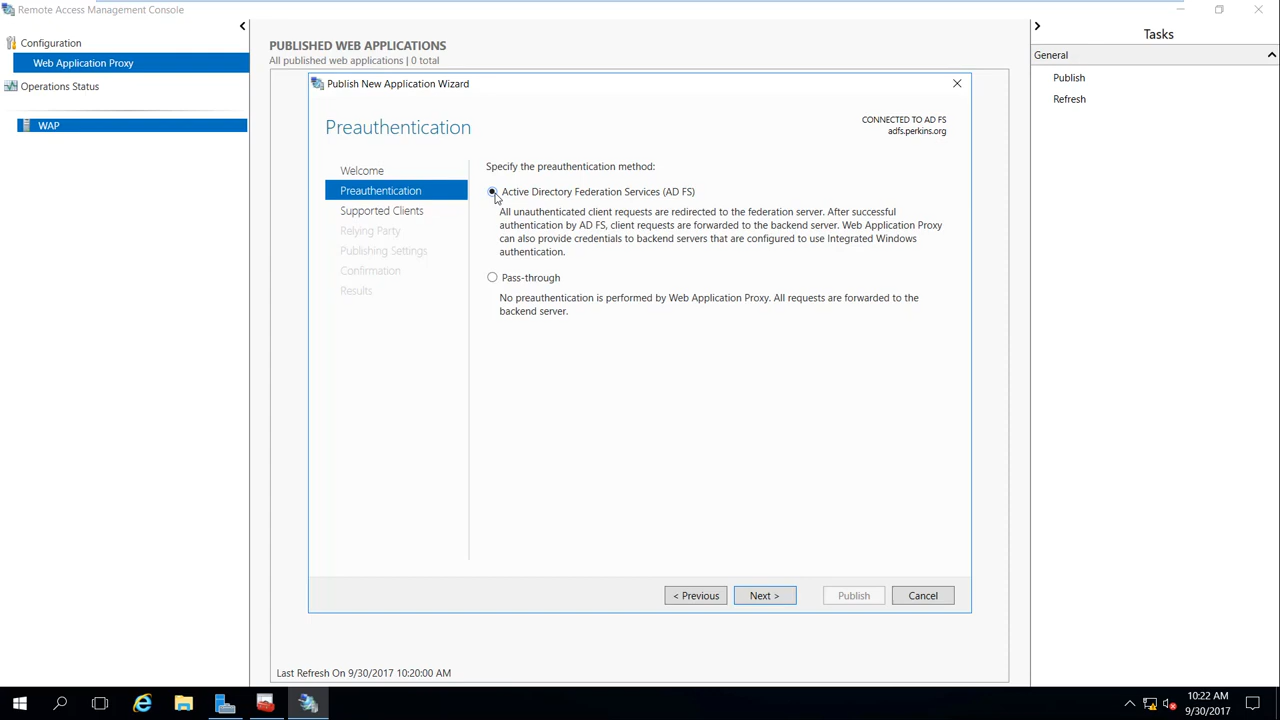 Remote Access Management Console
Configuration
Web Application Proxy
Operations Status
WAP
PUBLISHED WEB APPLICATIONS
All published web applications | 0 total
Publish New Application Wizard
Preauthentication
CONNECTED TO AD FS
adfs.perkins.org
Welcome
Preauthentication
Supported Clients
Relying Party
Publishing Settings
Confirmation
Results
Specify the preauthentication method:
Active Directory Federation Services (AD FS)
All unauthenticated client requests are redirected to the federation server. After successful
authentication by AD FS, client requests are forwarded to the backend server. Web Application Proxy
can also provide credentials to backend servers that are configured to use Integrated Windows
authentication.
Pass-through
No preauthentication is performed by Web Application Proxy. All requests are forwarded to the
backend server.
< Previous
Next >
Publish
Cancel
Last Refresh On 9/30/2017 10:20:00 AM
Tasks
General
Publish
Refresh
10:22 AM
9/30/2017